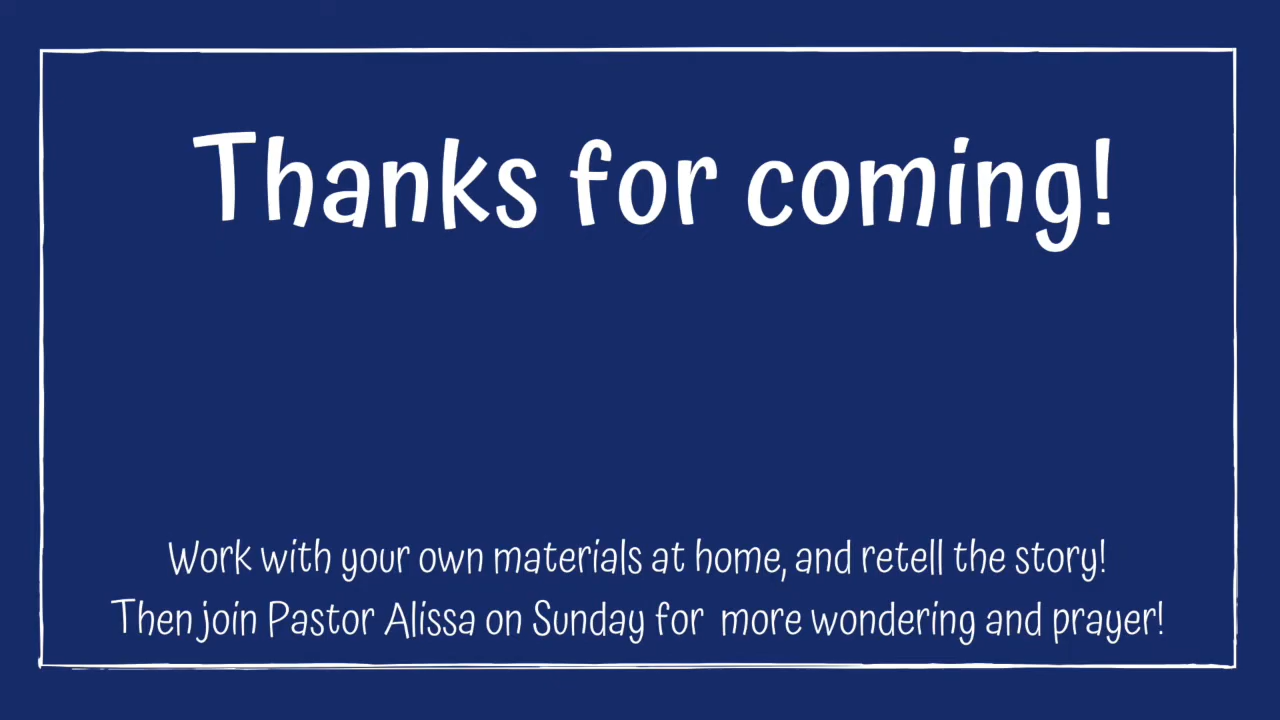 Thanks for coming!
Work with your own materials at home, and retell the story!
Then join Pastor Alissa on Sunday for more wondering and prayer!